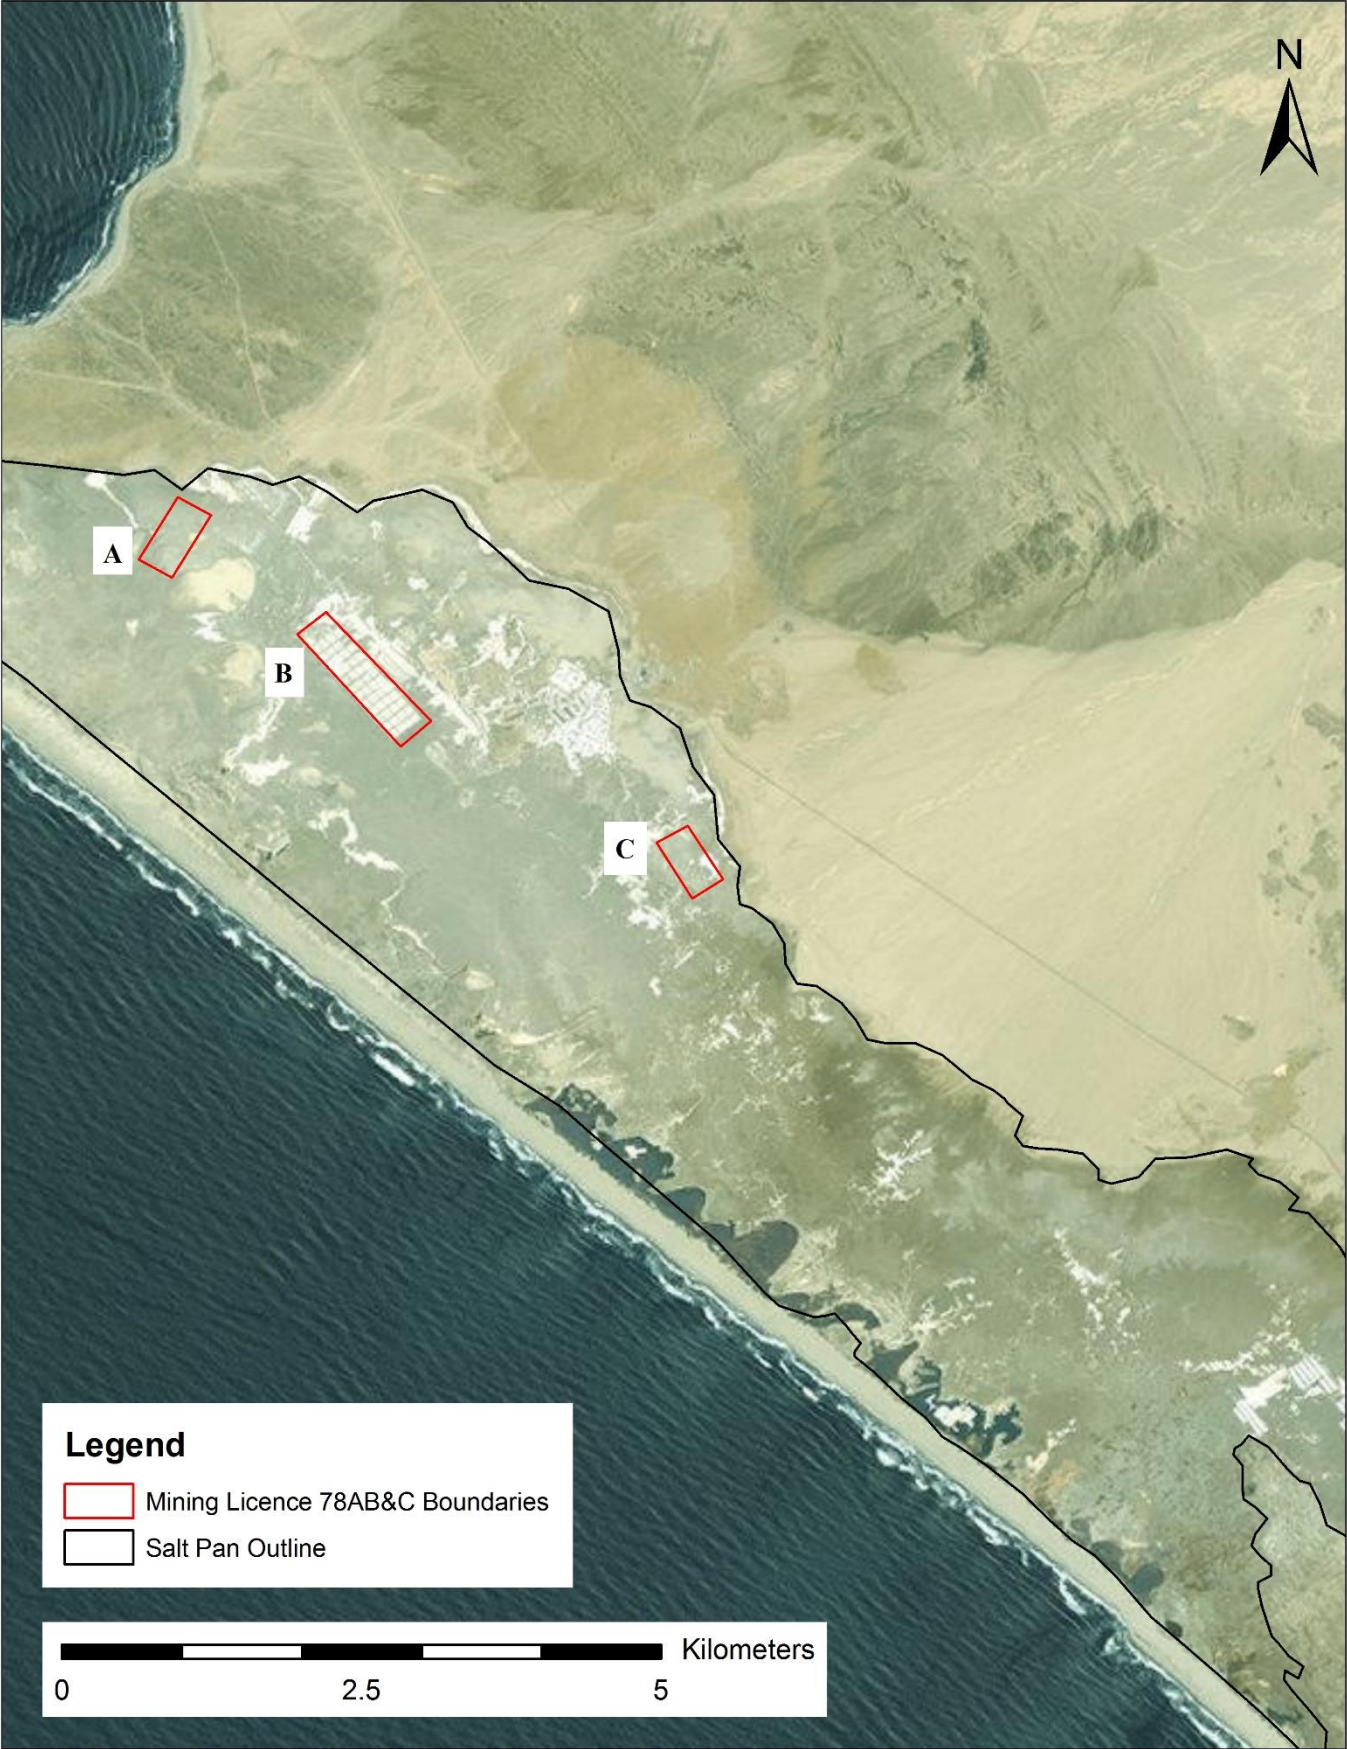 N
A
B
C
Legend
Mining Licence 78AB&C Boundaries
Salt Pan Outline
Kilometers
0 2.5 5